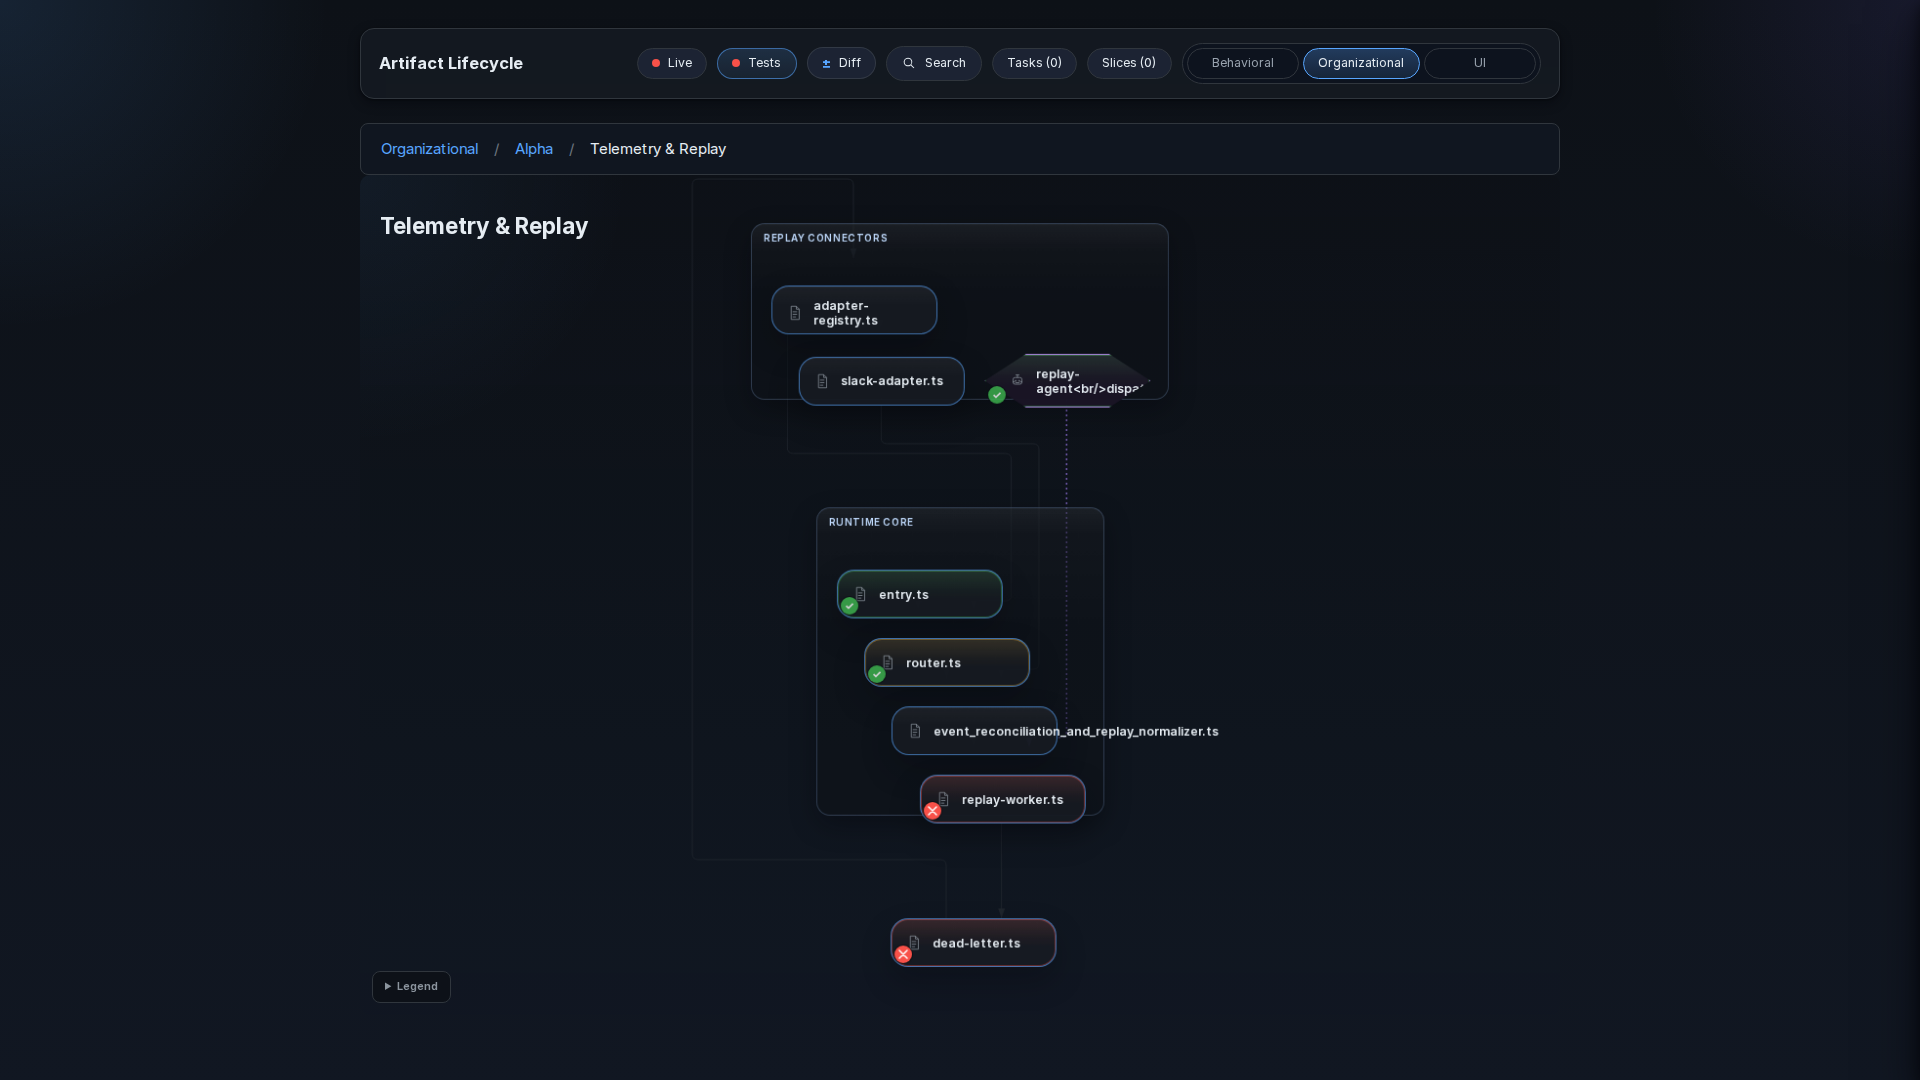 Artifact Lifecycle
Live
Tests
Diff
Search
Tasks (0)
Slices (0)
Behavioral
Organizational
UI
Organizational / Alpha / Telemetry & Replay
Telemetry & Replay
REPLAY CONNECTORS
adapter-
registry.ts
slack-adapter.ts
replay-
agent<br/>dispa
RUNTIME CORE
entry.ts
router.ts
event_reconciliation_and_replay_normalizer.ts
replay-worker.ts
dead-letter.ts
Legend